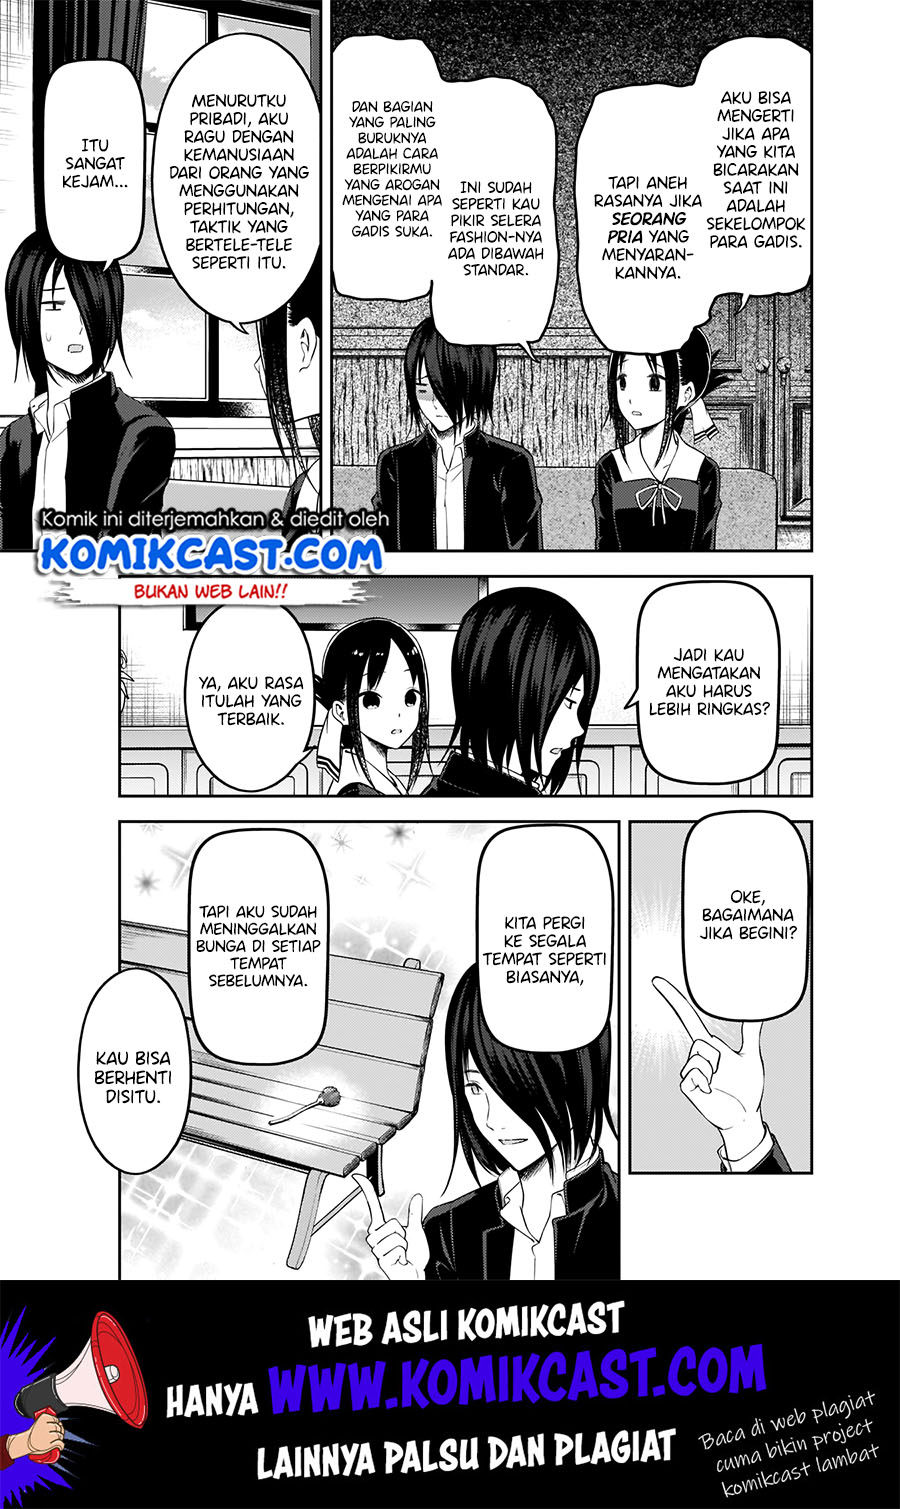 AKU BISA
MENGERTI
JIKA APA
YANG KITA
BICARAKAN
SAAT INI
ADALAH
SEKELOMPOK
PARA GADIS.
TAPI ANEH
RASANYA JIKA
SEORANG
PRIA YANG
MENYARAN-
KANNYA.
INI SUDAH
SEPERTI KAU
PIKIR SELERA
FASHION-NYA
ADA DIBAWAH
STANDAR.
DAN BAGIAN
YANG PALING
BURUKNYA
ADALAH CARA
BERPIKIRMU
YANG AROGAN
MENGENAI APA
YANG PARA
GADIS SUKA.
MENURUTKU
PRIBADI, AKU
RAGU DENGAN
KEMANUSIAAN
DARI ORANG YANG
MENGGUNAKAN
PERHITUNGAN,
TAKTIK YANG
BERTELE-TELE
SEPERTI ITU.
ITU
SANGAT
KEJAM...
Komik ini diterjemahkan & diedit oleh
KOMIKCAST.COM
BUKAN WEB LAIN!!
JADI KAU
MENGATAKAN
AKU HARUS
LEBIH RINGKAS?
YA, AKU RASA
ITULAH YANG
TERBAIK.
OKE,
BAGAIMANA
JIKA BEGINI?
KITA PERGI
KE SEGALA
TEMPAT SEPERTI
BIASANYA,
TAPI AKU SUDAH
MENINGGALKAN
BUNGA DI SETIAP
TEMPAT
SEBELUMNYA.
KAU BISA
BERHENTI
DISITU.
WEB ASLI KOMIKCAST
HANYA WWW.KOMIKCAST.COM
LAINNYA PALSU DAN PLAGIAT
Baca di web plagiat
cuma bikin project
komikcast lambat